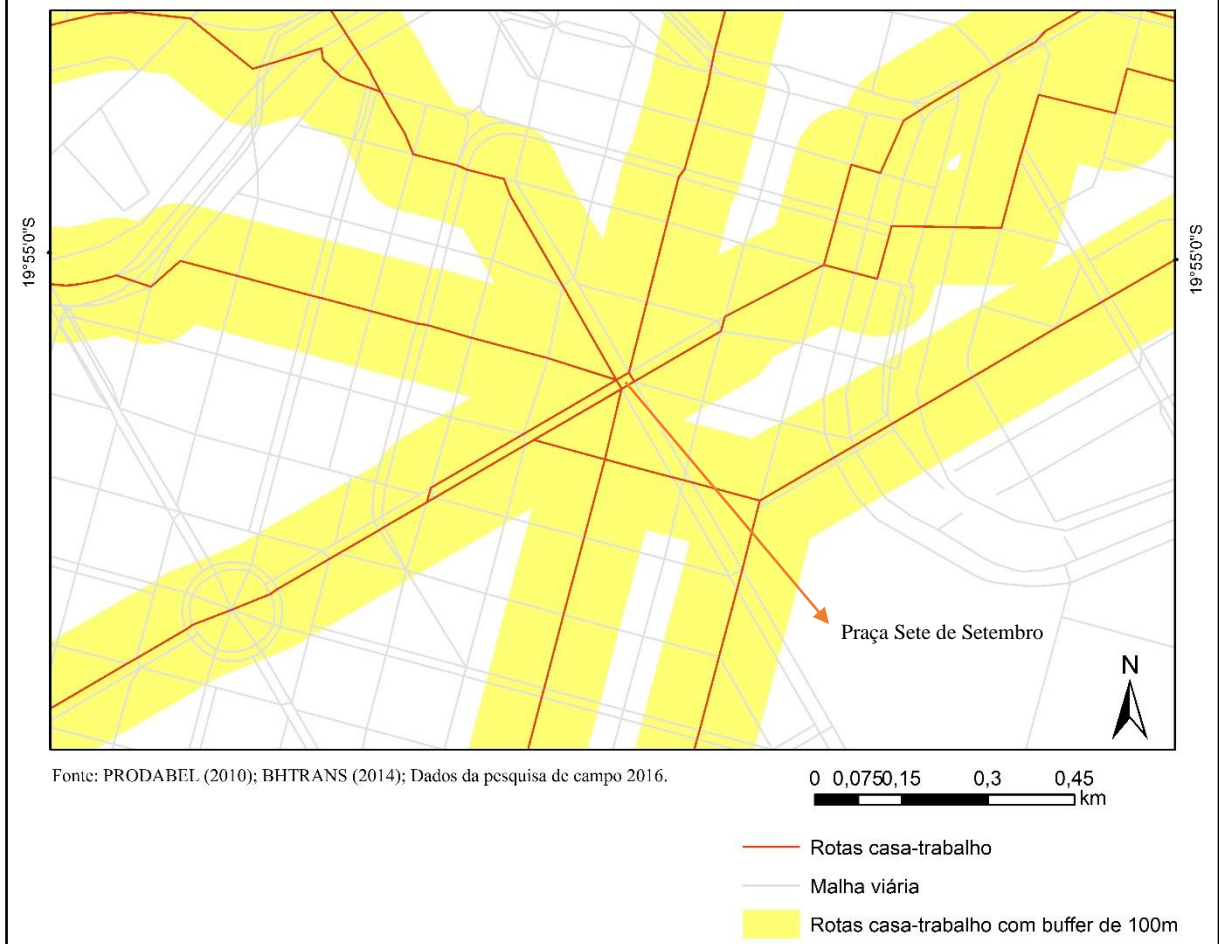 19°55'0"S
19°55'0"S
Praça Sete de Setembro
N
Fonte: PRODABEL (2010); BHTRANS (2014); Dados da pesquisa de campo 2016.
0 0,075 0,15 0,3 0,45
km
Rotas casa-trabalho
Malha viária
Rotas casa-trabalho com buffer de 100m